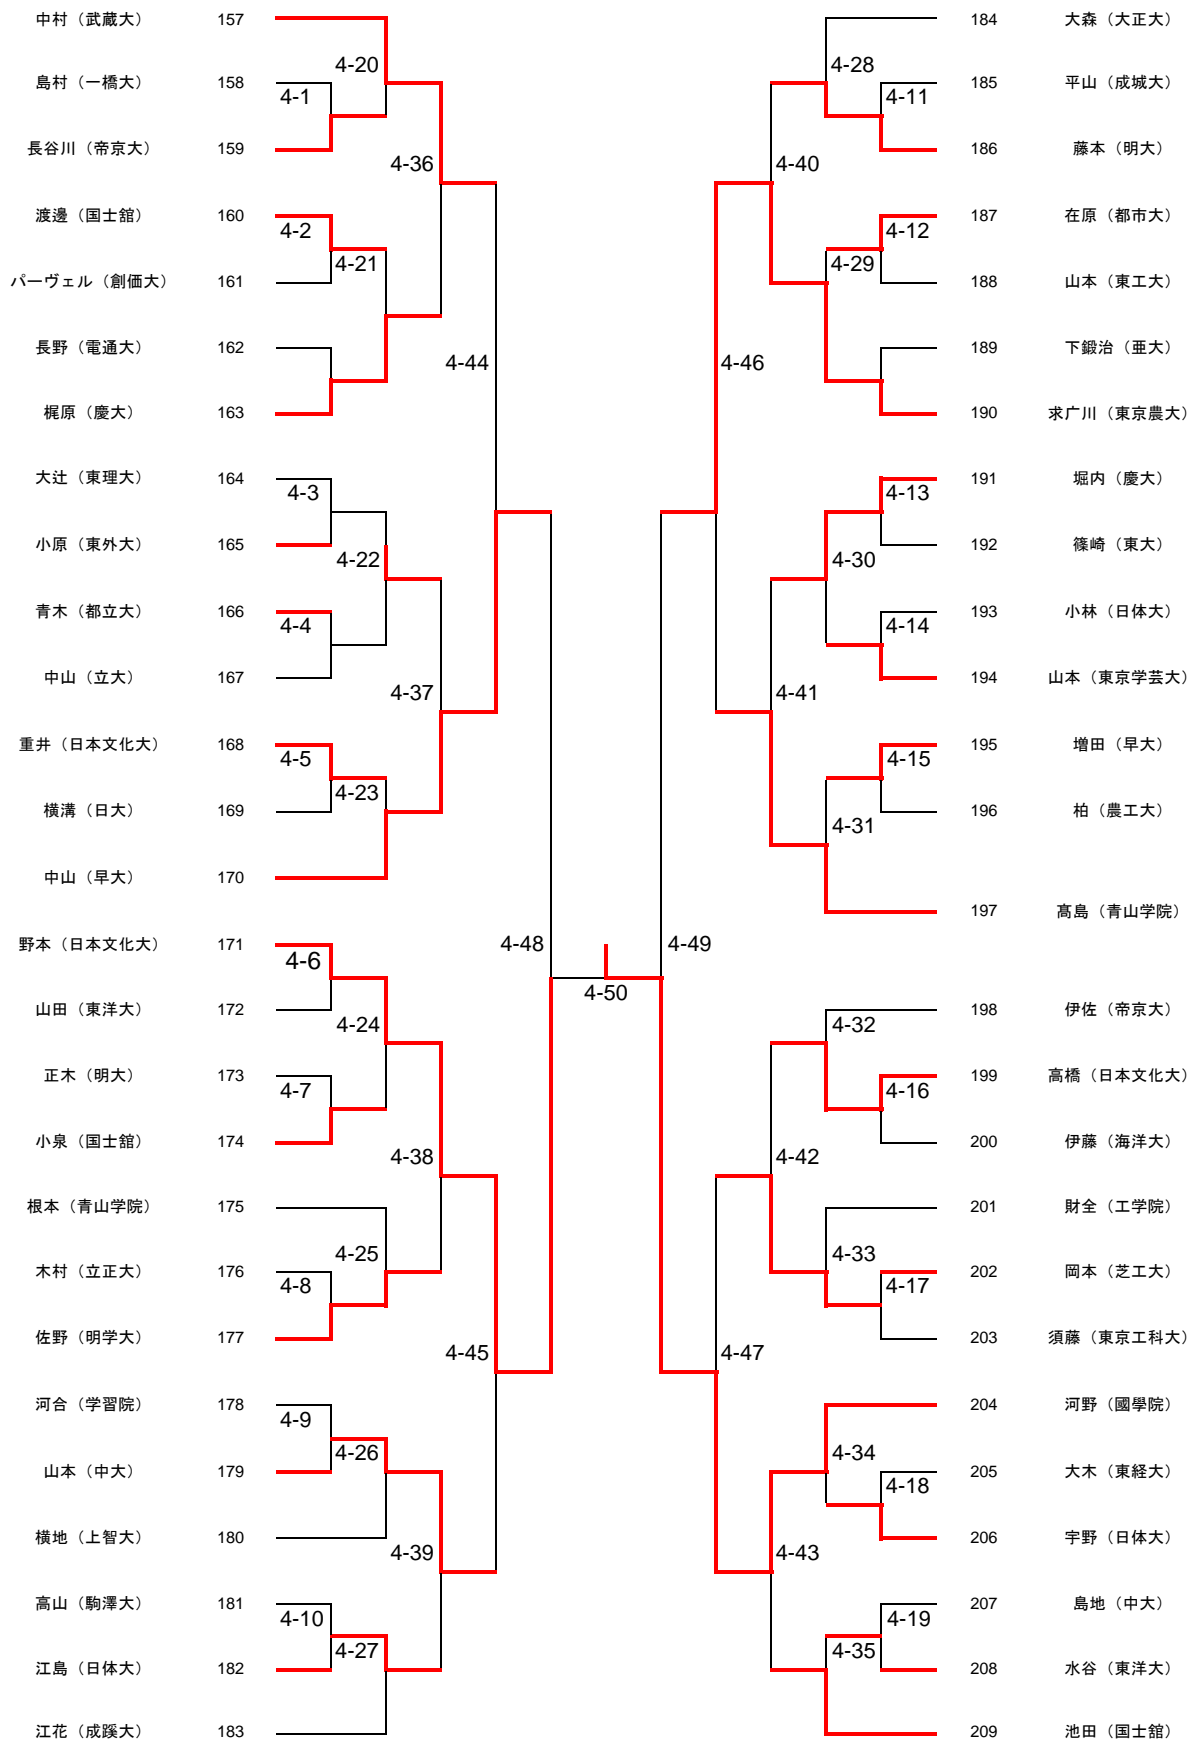 中村（武蔵大） 157
島村（一橋大） 158
長谷川（帝京大） 159
渡邊（国士舘） 160
パーヴェル（創価大） 161
長野（電通大） 162
梶原（慶大） 163
大辻（東理大） 164
小原（東外大） 165
青木（都立大） 166
中山（立大） 167
重井（日本文化大） 168
横溝（日大） 169
中山（早大） 170
野本（日本文化大） 171
山田（東洋大） 172
正木（明大） 173
小泉（国士舘） 174
根本（青山学院） 175
木村（立正大） 176
佐野（明学大） 177
河合（学習院） 178
山本（中大） 179
横地（上智大） 180
高山（駒澤大） 181
江島（日体大） 182
江花（成蹊大） 183
4-1
4-2
4-3
4-4
4-5
4-6
4-7
4-8
4-9
4-10
4-20
4-21
4-22
4-23
4-24
4-25
4-26
4-27
4-36
4-37
4-38
4-39
4-44
4-45
4-48
4-50
4-49
4-46
4-47
4-40
4-41
4-42
4-43
4-28
4-29
4-30
4-31
4-32
4-33
4-34
4-35
4-11
4-12
4-13
4-14
4-15
4-16
4-17
4-18
4-19
184 大森（大正大）
185 平山（成城大）
186 藤本（明大）
187 在原（都市大）
188 山本（東工大）
189 下鍛治（亜大）
190 求广川（東京農大）
191 堀内（慶大）
192 篠崎（東大）
193 小林（日体大）
194 山本（東京学芸大）
195 増田（早大）
196 柏（農工大）
197 髙島（青山学院）
198 伊佐（帝京大）
199 高橋（日本文化大）
200 伊藤（海洋大）
201 財全（工学院）
202 岡本（芝工大）
203 須藤（東京工科大）
204 河野（國學院）
205 大木（東経大）
206 宇野（日体大）
207 島地（中大）
208 水谷（東洋大）
209 池田（国士舘）